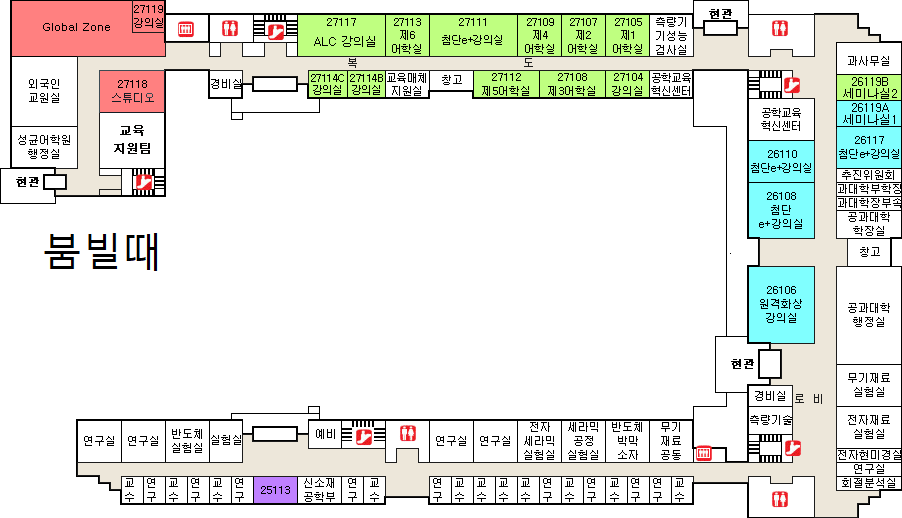 Global Zone
27119
강의실
27117
ALC 강의실
27113
제6
어학실
27111
첨단e+강의실
27109
제4
어학실
27107
제2
어학실
27105
제1
어학실
측량기
기성능
검사실
현관
복 도
외국인
교원실
27118
스튜디오
경비실
27114C
강의실
27114B
강의실
교육매체
지원실
창고
27112
제5어학실
27108
제3어학실
27104
강의실
공학교육
혁신센터
과사무실
26119B
세미나실2
26119A
세미나실1
공학교육
혁신센터
성균어학원
행정실
교육
지원팀
현관
26110
첨단e+강의실
26117
첨단e+강의실
추진위원회
과대학부학장
과대학장부속
공과대학
학장실
26108
첨단
e+강의실
창고
붐빌때
26106
원격화상
강의실
공과대학
행정실
현관
무기재료
실험실
경비실
로 비
측량기술
전자재료
실험실
전자현미경실
연구실
회절분석실
연구실
연구실
반도체
실험실
실험실
예비
연구실
연구실
전자
세라믹
실험실
세라믹
공정
실험실
반도체
박막
소자
무기
재료
공동
교수
연구
교수
연구
교수
연구
25113
신소재
공학부
연구
교수
연구
연구
교수
연구
교수
연구
교수
연구
교수
연구
교수
연구
교수